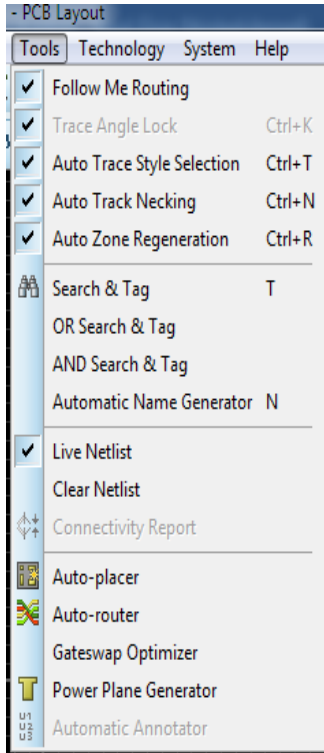 - PCB Layout
Tools Technology System Help
Follow Me Routing
Trace Angle Lock Ctrl+K
Auto Trace Style Selection Ctrl+T
Auto Track Necking Ctrl+N
Auto Zone Regeneration Ctrl+R
Search & Tag T
OR Search & Tag
AND Search & Tag
Automatic Name Generator N
Live Netlist
Clear Netlist
Connectivity Report
Auto-placer
Auto-router
Gateswap Optimizer
Power Plane Generator
U1
U2
U3
Automatic Annotator